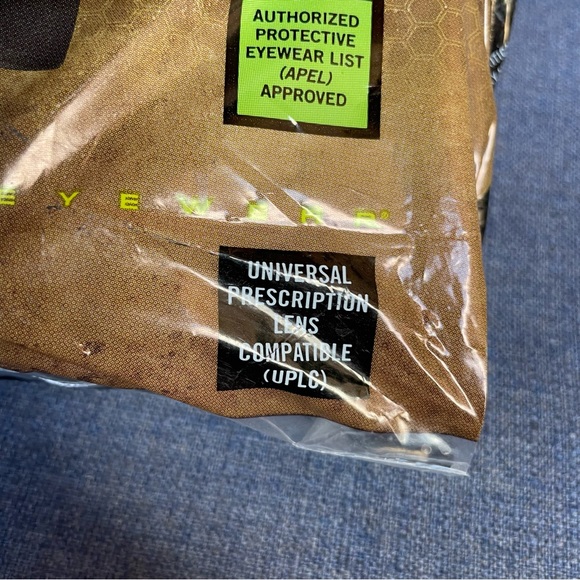 AUTHORIZED
PROTECTIVE
EYEWEAR LIST
(APEL)
APPROVED
EYEWEAR®
UNIVERSAL
PRESCRIPTION
LENS
COMPATIBLE
(UPLC)